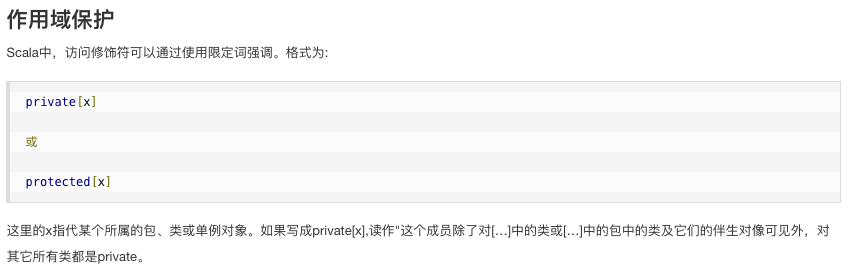 作用域保护
Scala中，访问修饰符可以通过使用限定词强调。格式为:
private[x]
或
protected[x]
这里的x指代某个所属的包、类或单例对象。如果写成private[x],读作"这个成员除了对[…]中的类或[…]中的包中的类及它们的伴生对像可见外，对
其它所有类都是private。